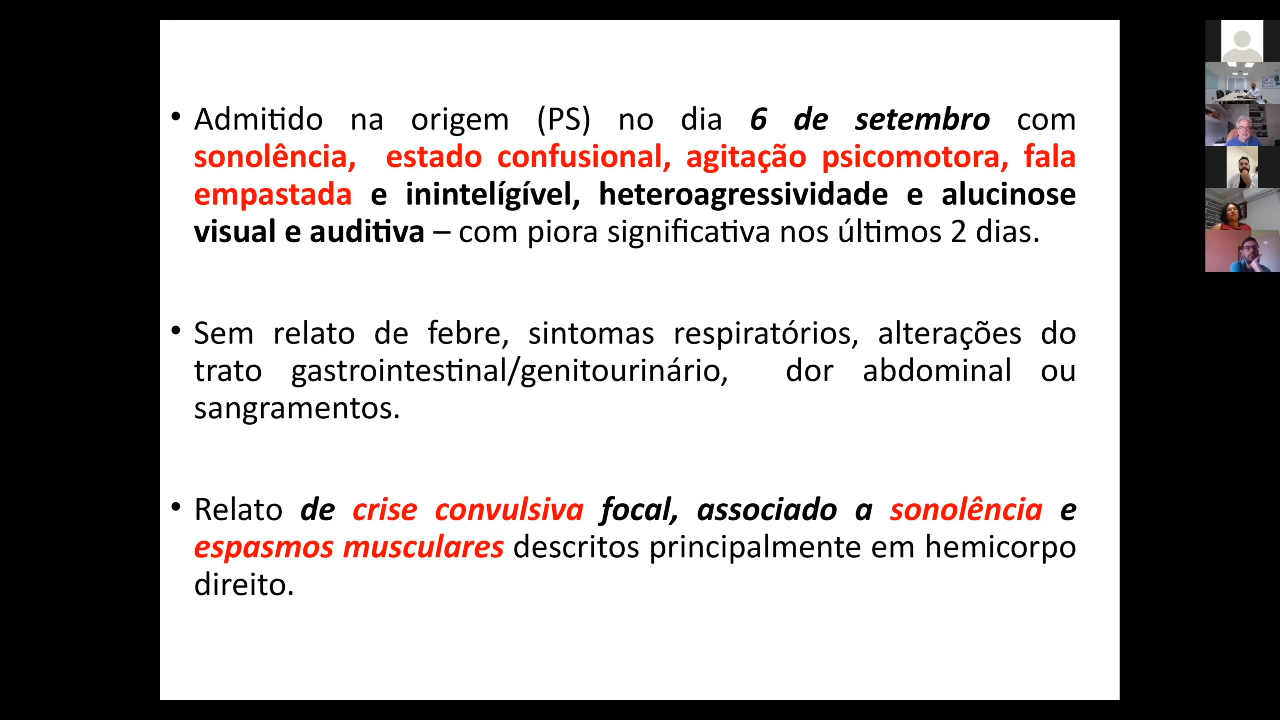 • Admitido na origem (PS) no dia 6 de setembro com
sonolência, estado confusional, agitação psicomotora, fala
empastada e inintelígível, heteroagressividade e alucinose
visual e auditiva – com piora significativa nos últimos 2 dias.
• Sem relato de febre, sintomas respiratórios, alterações do
trato gastrointestinal/genitourinário, dor abdominal ou
sangramentos.
• Relato de crise convulsiva focal, associado a sonolência e
espasmos musculares descritos principalmente em hemicorpo
direito.